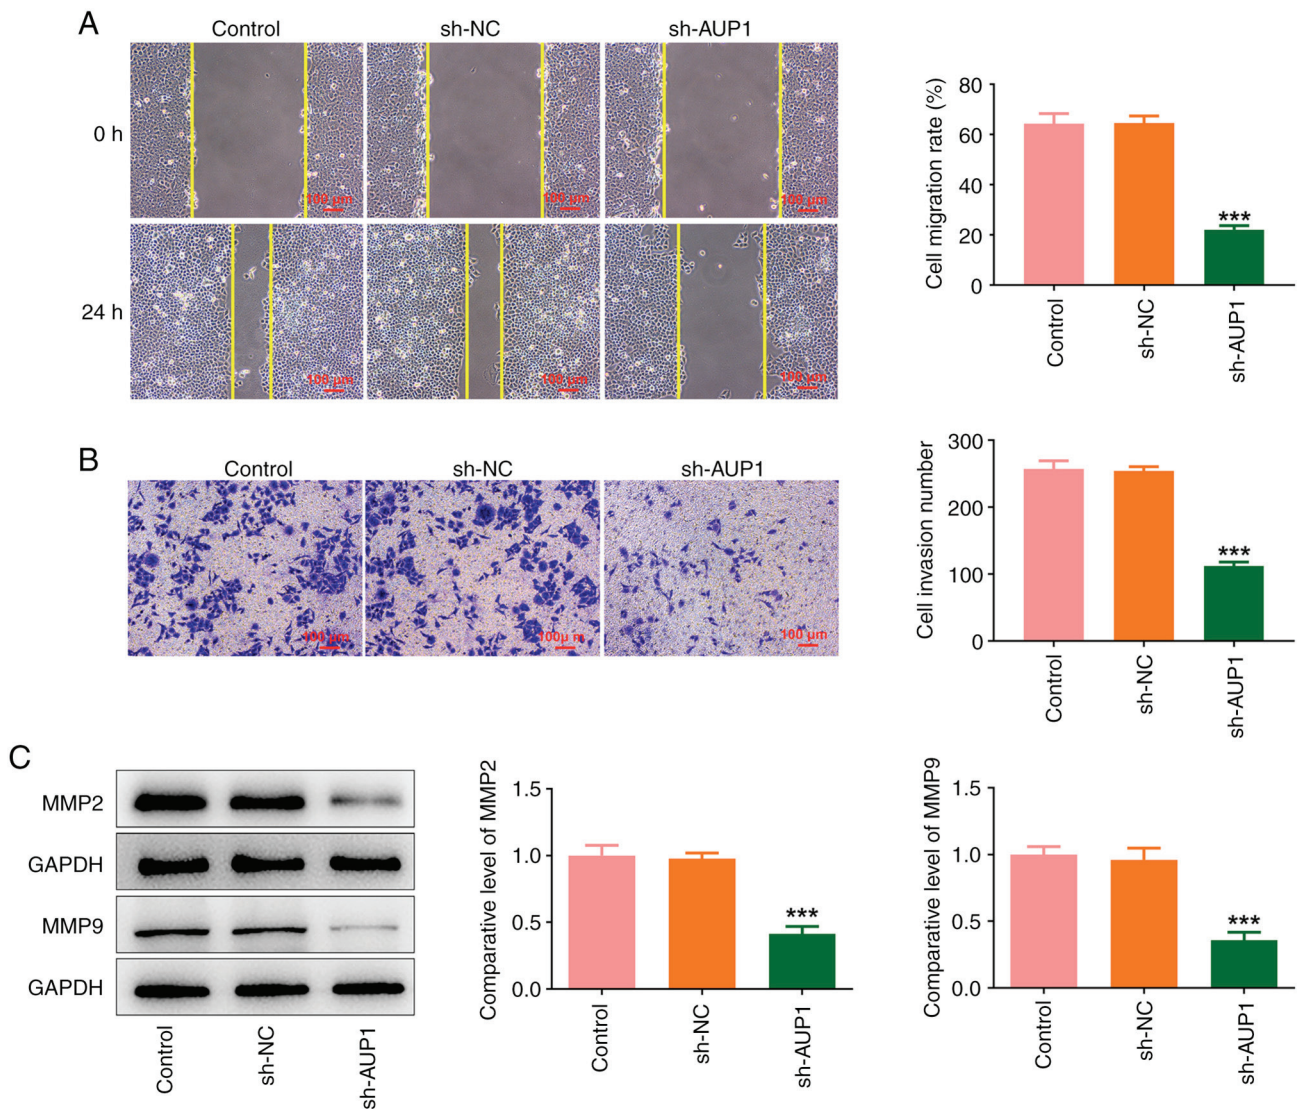 A
Control
sh-NC
sh-AUP1
0 h
100 µm
100 µm
100 µm
24 h
100 µm
100 µm
100 µm
Cell migration rate (%)
80
60
40
20
0
***
Control
sh-NC
sh-AUP1
B
Control
sh-NC
sh-AUP1
100 µm
100µ m
100 µm
Cell invasion number
300
200
100
0
***
Control
sh-NC
sh-AUP1
C
MMP2
GAPDH
MMP9
GAPDH
Control
sh-NC
sh-AUP1
Comparative level of MMP2
1.5
1.0
0.5
0.0
***
Control
sh-NC
sh-AUP1
Comparative level of MMP9
1.5
1.0
0.5
0.0
***
Control
sh-NC
sh-AUP1